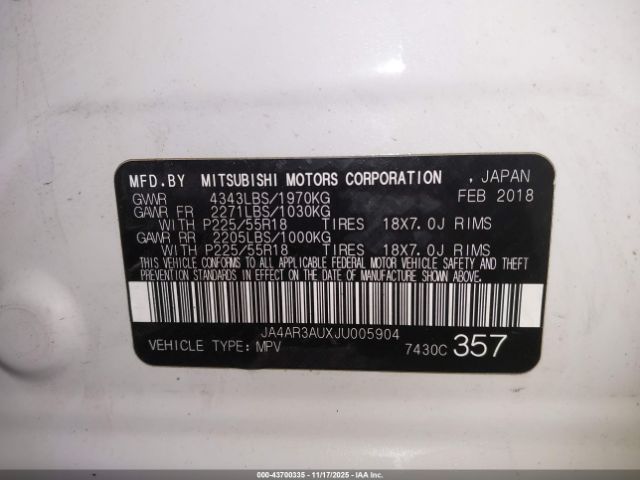 MFD.BY MITSUBISHI MOTORS CORPORATION , JAPAN
GVWR 4343LBS/1970KG FEB 2018
GAWR FR 2271LBS/1030KG
WITH P225/55R18 TIRES 18X7.0J RIMS
GAWR RR 2205LBS/1000KG
WITH P225/55R18 TIRES 18X7.0J RIMS
THIS VEHICLE CONFORMS TO ALL APPLICABLE FEDERAL MOTOR VEHICLE SAFETY AND THEFT
PREVENTION STANDARDS IN EFFECT ON THE DATE OF MANUFACTURE SHOWN ABOVE.
JA4AR3AUXJU005904
VEHICLE TYPE: MPV 7430C 357
000-43700335 - 11/17/2025 - IAA Inc. (c)